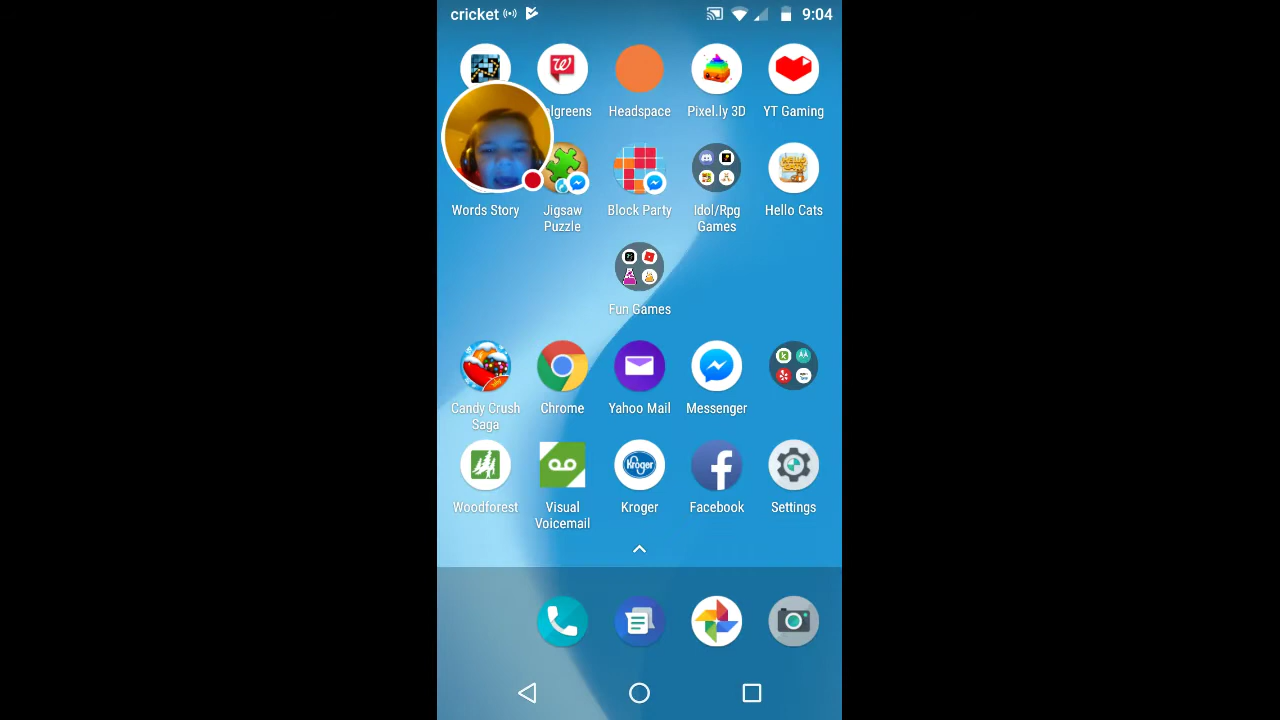 cricket 9:04
lgreens Headspace Pixel.ly 3D YT Gaming
Words Story Jigsaw Block Party Idol/Rpg Hello Cats
Puzzle Games
Fun Games
Candy Crush Chrome Yahoo Mail Messenger
Saga
Woodforest Visual Kroger Facebook Settings
Voicemail